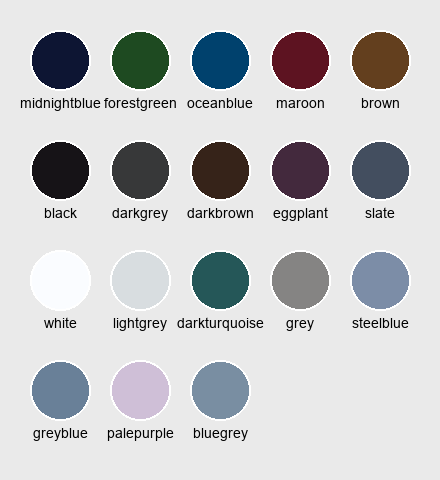 midnightblue forestgreen oceanblue maroon brown
black darkgrey darkbrown eggplant slate
white lightgrey darkturquoise grey steelblue
greyblue palepurple bluegrey